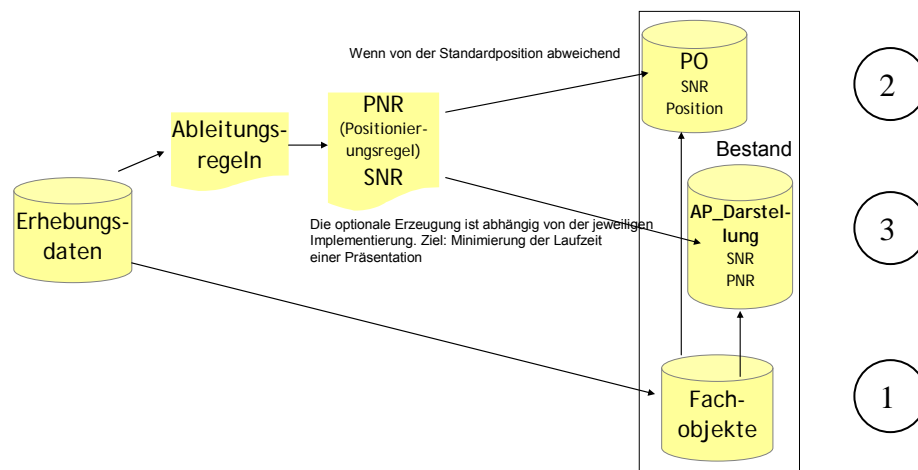 Wenn von der Standardposition abweichend
PO
SNR
Position
2
Ableitungs-
regeln
PNR
(Positionier-
ungsregel)
SNR
Bestand
Erhebungs-
daten
Die optionale Erzeugung ist abhängig von der jeweiligen
Implementierung. Ziel: Minimierung der Laufzeit
einer Präsentation
AP_Darstel-
lung
SNR
PNR
3
Fach-
objekte
1